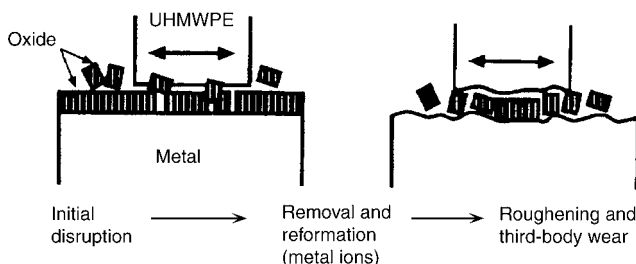 UHMWPE
Oxide
Metal
Initial
disruption
Removal and
reformation
(metal ions)
Roughening and
third-body wear